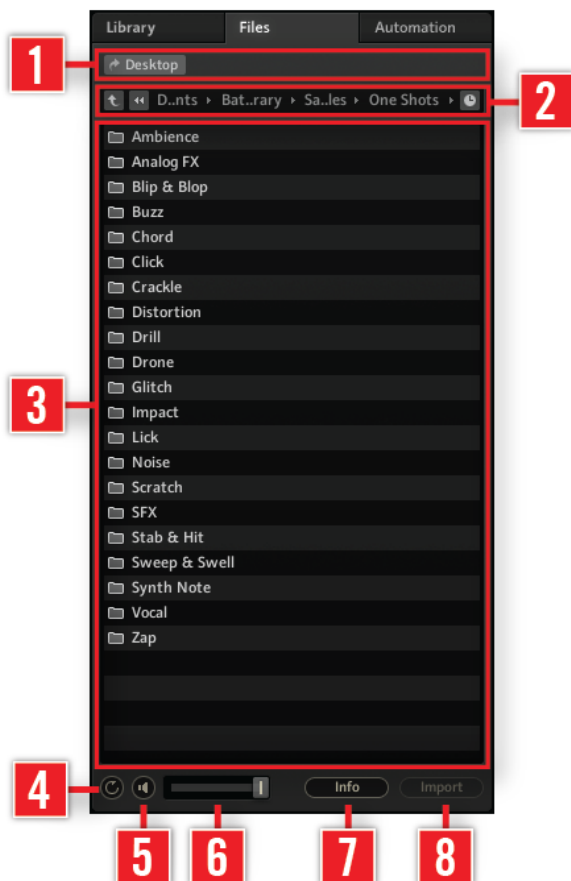 Library Files Automation
1
Desktop
D..nts Bat..rary Sa..les One Shots
2
Ambience
Analog FX
Blip & Blop
Buzz
Chord
Click
Crackle
Distortion
Drill
Drone
Glitch
3
Impact
Lick
Noise
Scratch
SFX
Stab & Hit
Sweep & Swell
Synth Note
Vocal
Zap
4
Info Import
5 6 7 8